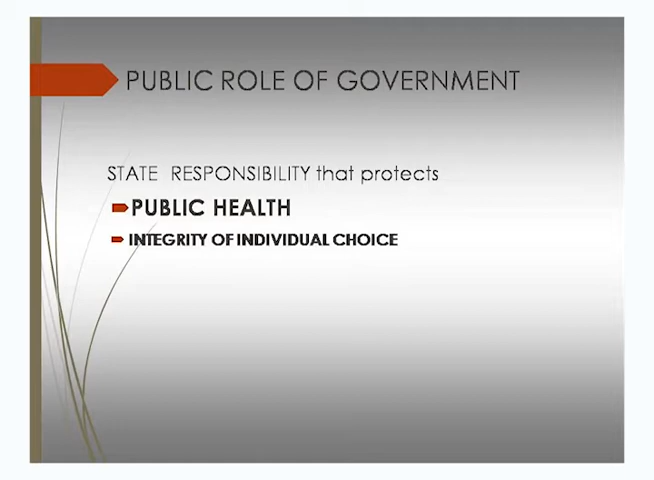 PUBLIC ROLE OF GOVERNMENT
STATE RESPONSIBILITY that protects
PUBLIC HEALTH
INTEGRITY OF INDIVIDUAL CHOICE